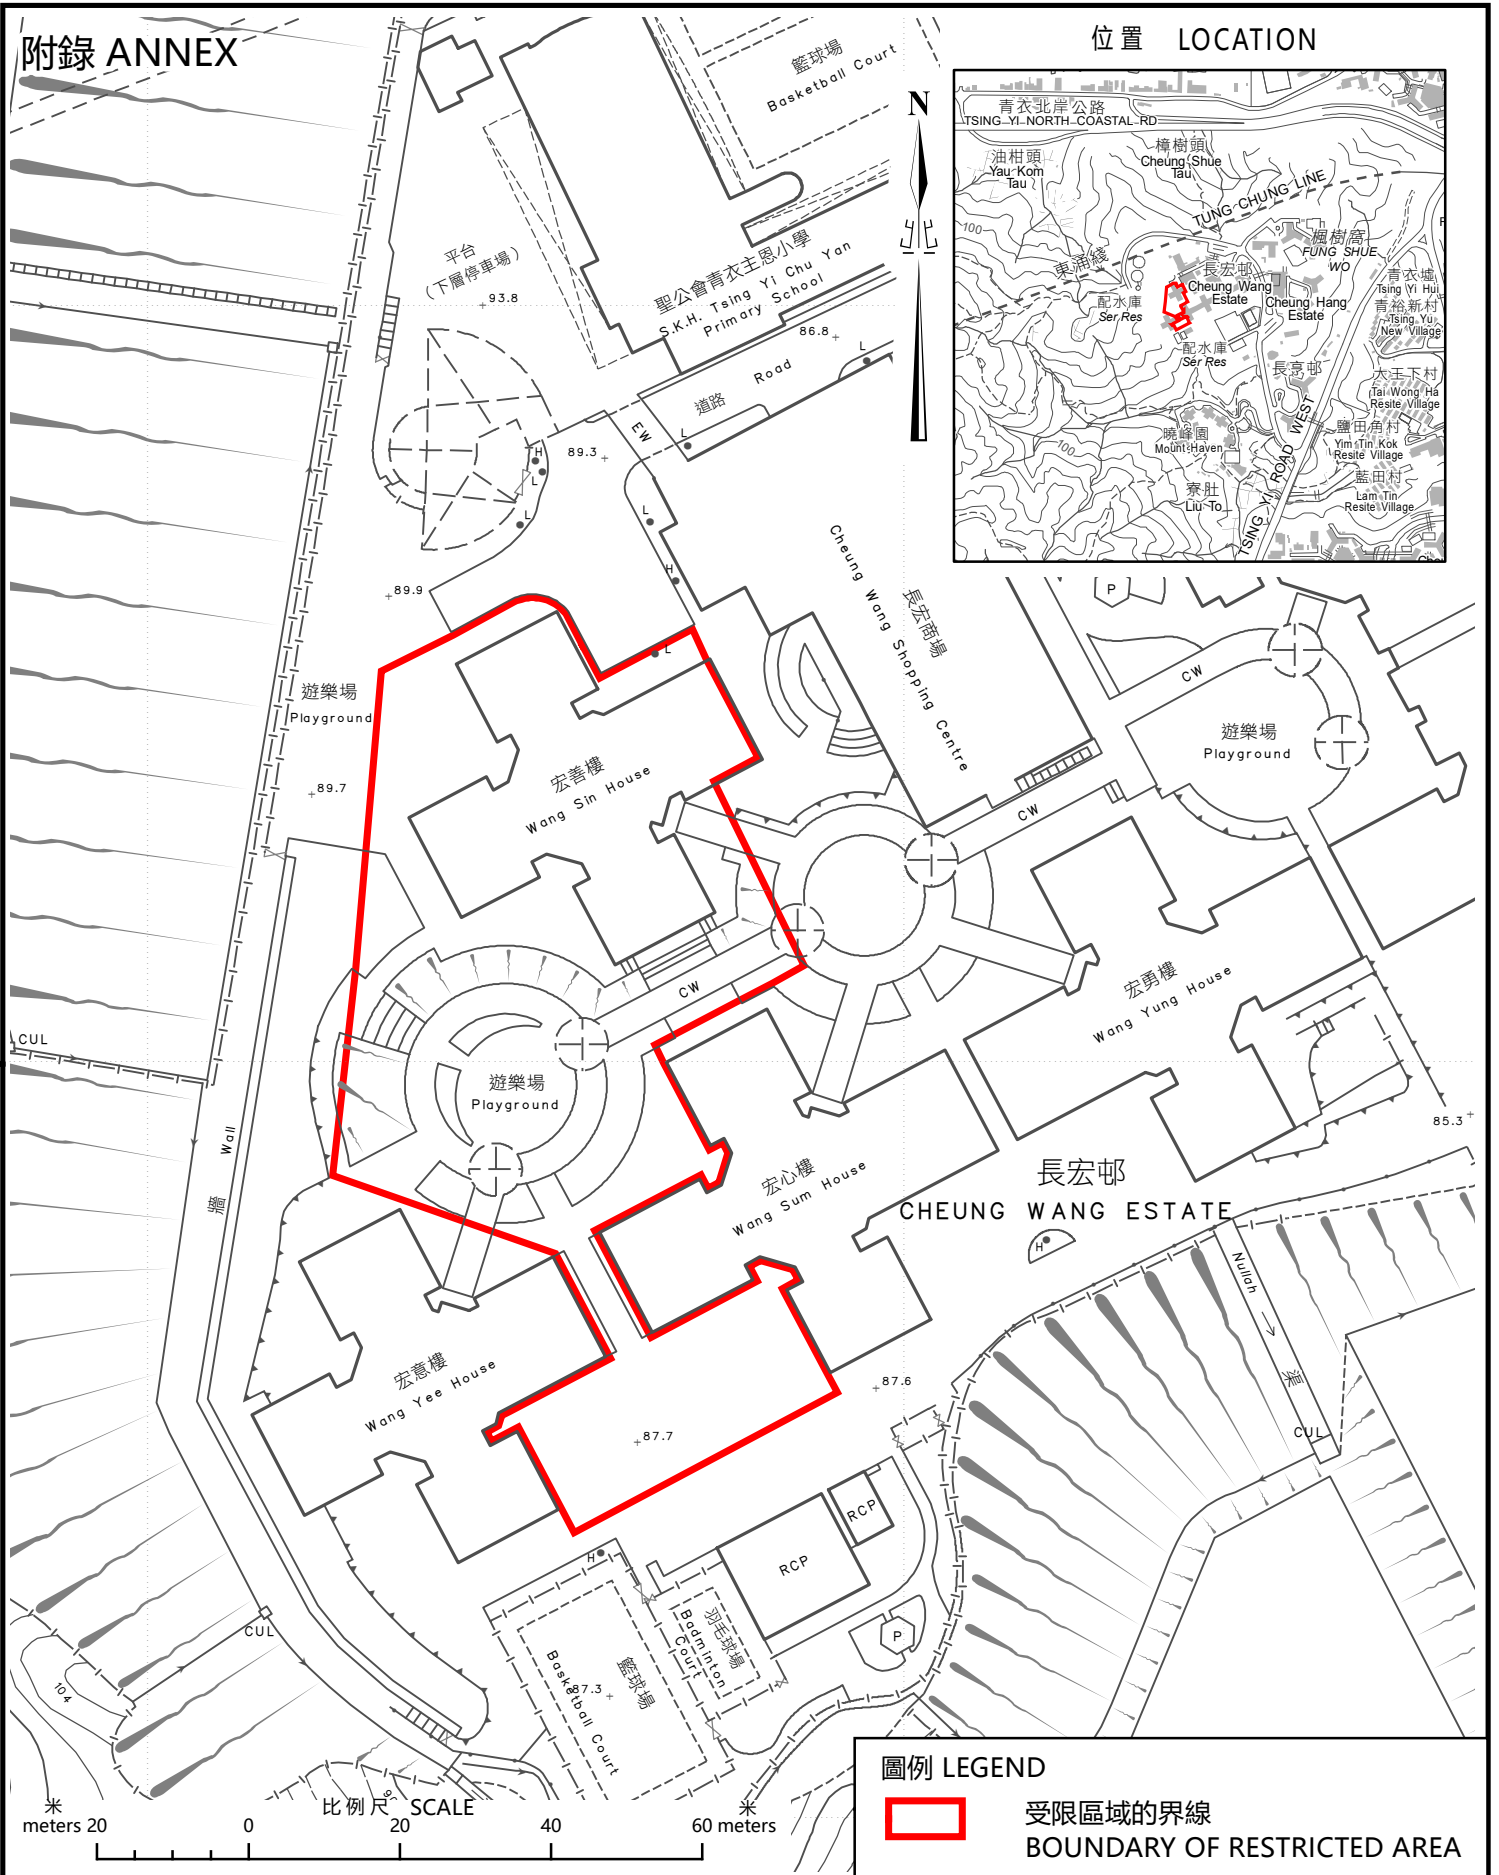 附錄 ANNEX
位置 LOCATION
N
籃球場
Basketball Court
平台
（下層停車場）
93.8
聖公會青衣主恩小學
S.K.H. Tsing Yi Chu Yan
Primary School
86.8
L
道路 Road
L
EW
89.3
H
L
L
L
H
89.9
青衣北岸公路
TSING YI NORTH COASTAL RD
油柑頭
Yau Kom
Tau
樟樹頭
Cheung Shue
Tau
TUNG CHUNG LINE
東涌綫
100
楓樹窩
FUNG SHUE
WO
長宏邨
Cheung Wang
Estate
配水庫
Ser Res
Cheung Hang
Estate
青衣墟
Tsing Yi Hui
青裕新村
Tsing Yu
New Village
配水庫
Ser Res
長亨邨
大王下村
Tai Wong Ha
Resite Village
曉峰園
Mount Haven
100
鹽田角村
Yim Tin Kok
Resite Village
藍田村
Lam Tin
Resite Village
寮肚
Liu To
TSING YI ROAD WEST
長宏商場
Cheung Wang Shopping Centre
P
CW
L
遊樂場
Playground
遊樂場
Playground
89.7
宏善樓
Wang Sin House
CW
CW
宏勇樓
Wang Yung House
CUL
遊樂場
Playground
85.3
牆 Wall
宏心樓
Wang Sum House
長宏邨
CHEUNG WANG ESTATE
H
Nullah
渠
CUL
宏意樓
Wang Yee House
87.6
87.7
RCP
RCP
H
CUL
104
籃球場
Basketball Court
87.3
羽毛球場
Badminton
Court
P
比例尺 SCALE
米
meters 20 0 20 40 60 meters
米
圖例 LEGEND
受限區域的界線
BOUNDARY OF RESTRICTED AREA